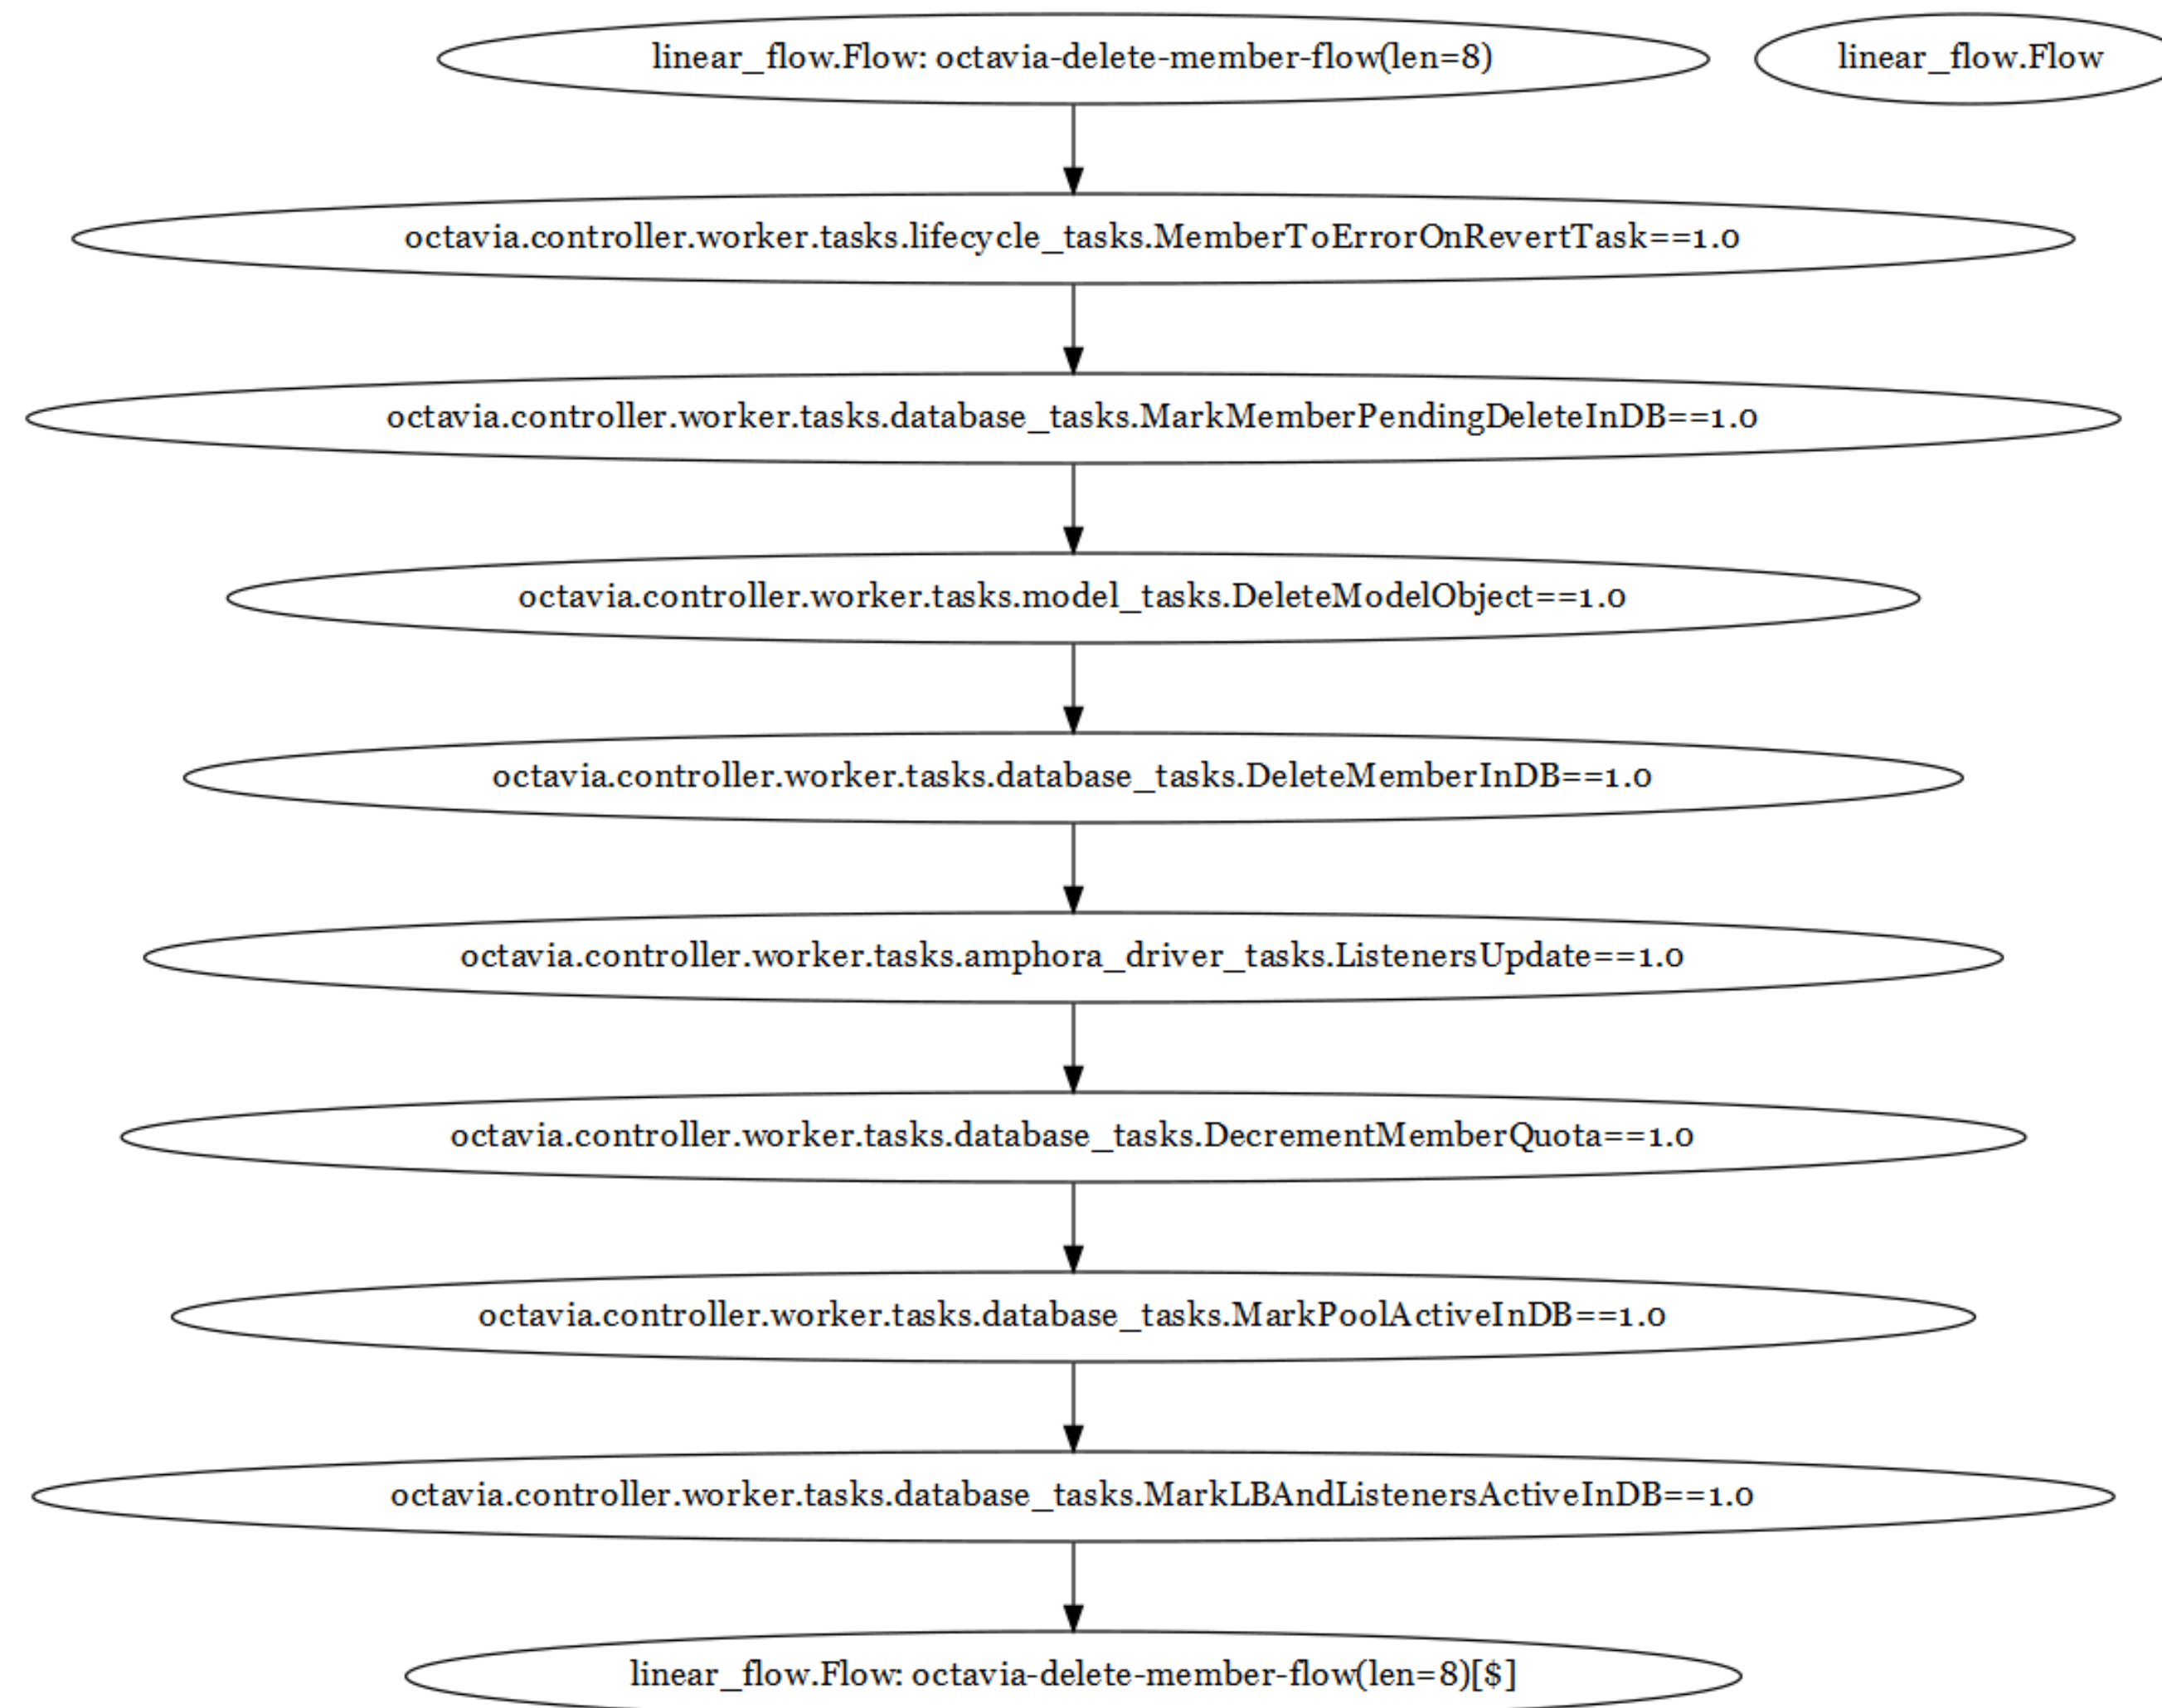 linear_flow.Flow: octavia-delete-member-flow(len=8)
linear_flow.Flow
octavia.controller.worker.tasks.lifecycle_tasks.MemberToErrorOnRevertTask==1.0
octavia.controller.worker.tasks.database_tasks.MarkMemberPendingDeleteInDB==1.0
octavia.controller.worker.tasks.model_tasks.DeleteModelObject==1.0
octavia.controller.worker.tasks.database_tasks.DeleteMemberInDB==1.0
octavia.controller.worker.tasks.amphora_driver_tasks.ListenersUpdate==1.0
octavia.controller.worker.tasks.database_tasks.DecrementMemberQuota==1.0
octavia.controller.worker.tasks.database_tasks.MarkPoolActiveInDB==1.0
octavia.controller.worker.tasks.database_tasks.MarkLBAndListenersActiveInDB==1.0
linear_flow.Flow: octavia-delete-member-flow(len=8)[$]